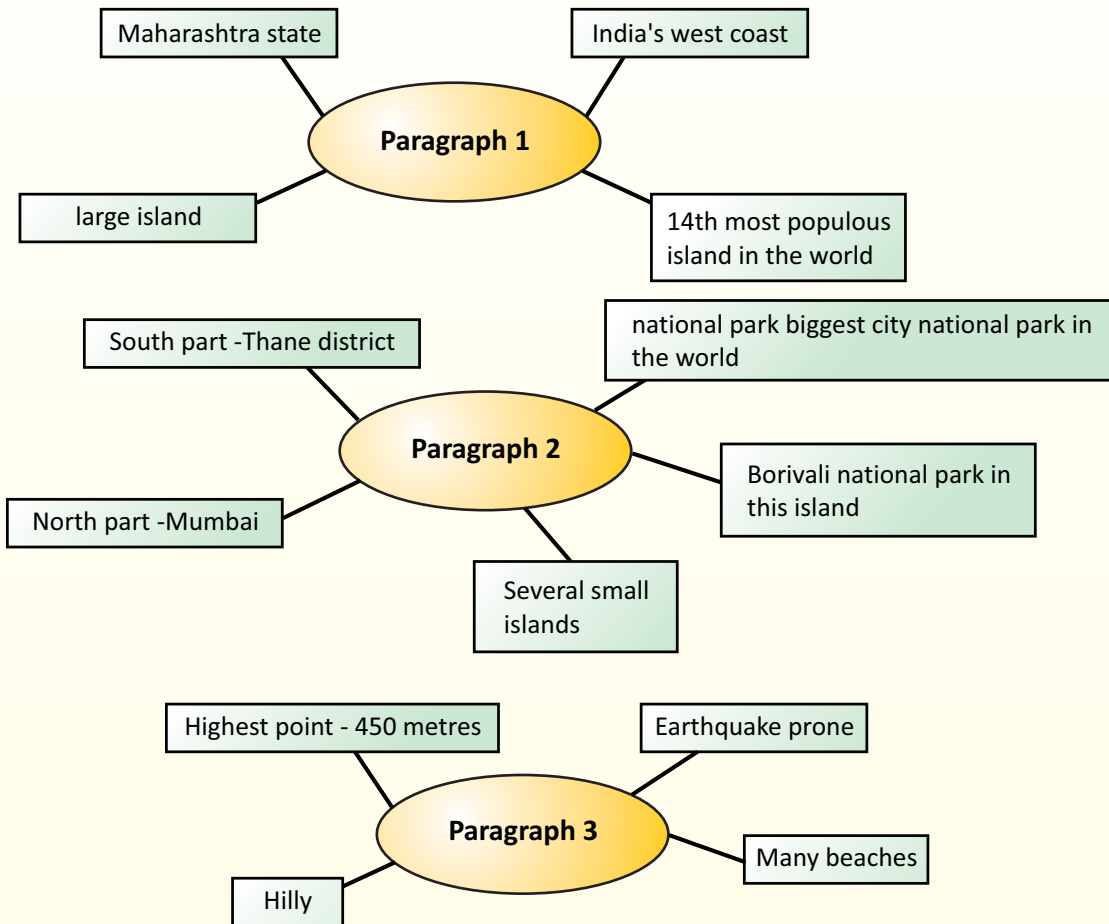 Maharashtra state
India's west coast
Paragraph 1
large island
14th most populous
island in the world
South part -Thane district
national park biggest city national park in
the world
Paragraph 2
Borivali national park in
this island
North part -Mumbai
Several small
islands
Highest point - 450 metres
Earthquake prone
Paragraph 3
Many beaches
Hilly